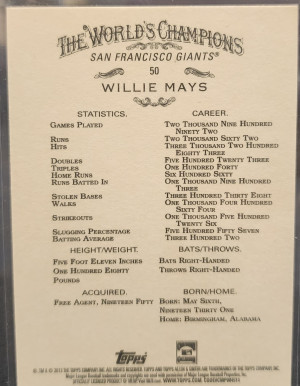 THE WORLD'S CHAMPIONS
SAN FRANCISCO GIANTS®
50
WILLIE MAYS
STATISTICS. CAREER.
GAMES PLAYED TWO THOUSAND NINE HUNDRED
NINETY TWO
RUNS TWO THOUSAND SIXTY TWO
HITS THREE THOUSAND TWO HUNDRED
EIGHTY THREE
DOUBLES FIVE HUNDRED TWENTY THREE
TRIPLES ONE HUNDRED FORTY
HOME RUNS SIX HUNDRED SIXTY
RUNS BATTED IN ONE THOUSAND NINE HUNDRED
THREE
STOLEN BASES THREE HUNDRED THIRTY EIGHT
WALKS ONE THOUSAND FOUR HUNDRED
SIXTY FOUR
STRIKEOUTS ONE THOUSAND FIVE HUNDRED
TWENTY SIX
SLUGGING PERCENTAGE FIVE HUNDRED FIFTY SEVEN
BATTING AVERAGE THREE HUNDRED TWO
HEIGHT/WEIGHT. BATS/THROWS.
FIVE FOOT ELEVEN INCHES BATS RIGHT-HANDED
ONE HUNDRED EIGHTY THROWS RIGHT-HANDED
POUNDS
ACQUIRED. BORN/HOME.
FREE AGENT, NINETEEN FIFTY BORN: MAY SIXTH,
NINETEEN THIRTY ONE
HOME: BIRMINGHAM, ALABAMA
Topps